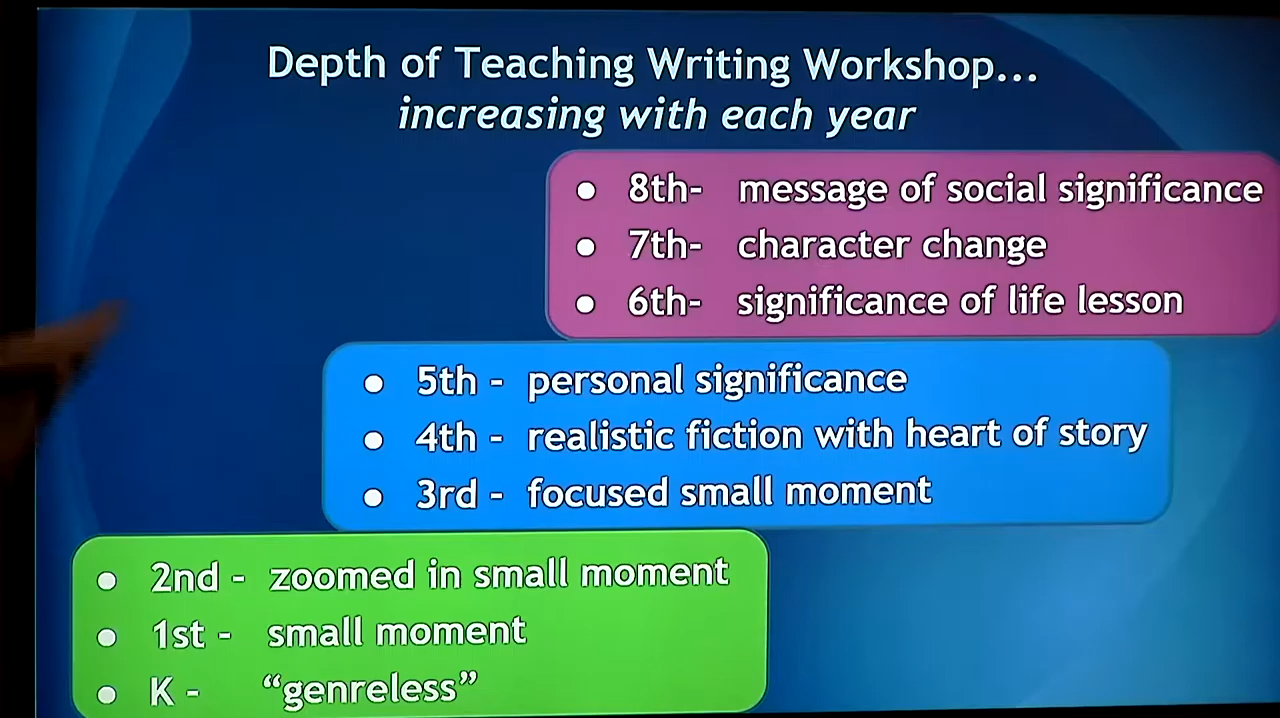 Depth of Teaching Writing Workshop...
increasing with each year
• 8th- message of social significance
• 7th- character change
• 6th- significance of life lesson
• 5th - personal significance
• 4th - realistic fiction with heart of story
• 3rd - focused small moment
• 2nd - zoomed in small moment
• 1st - small moment
• K - “genreless”